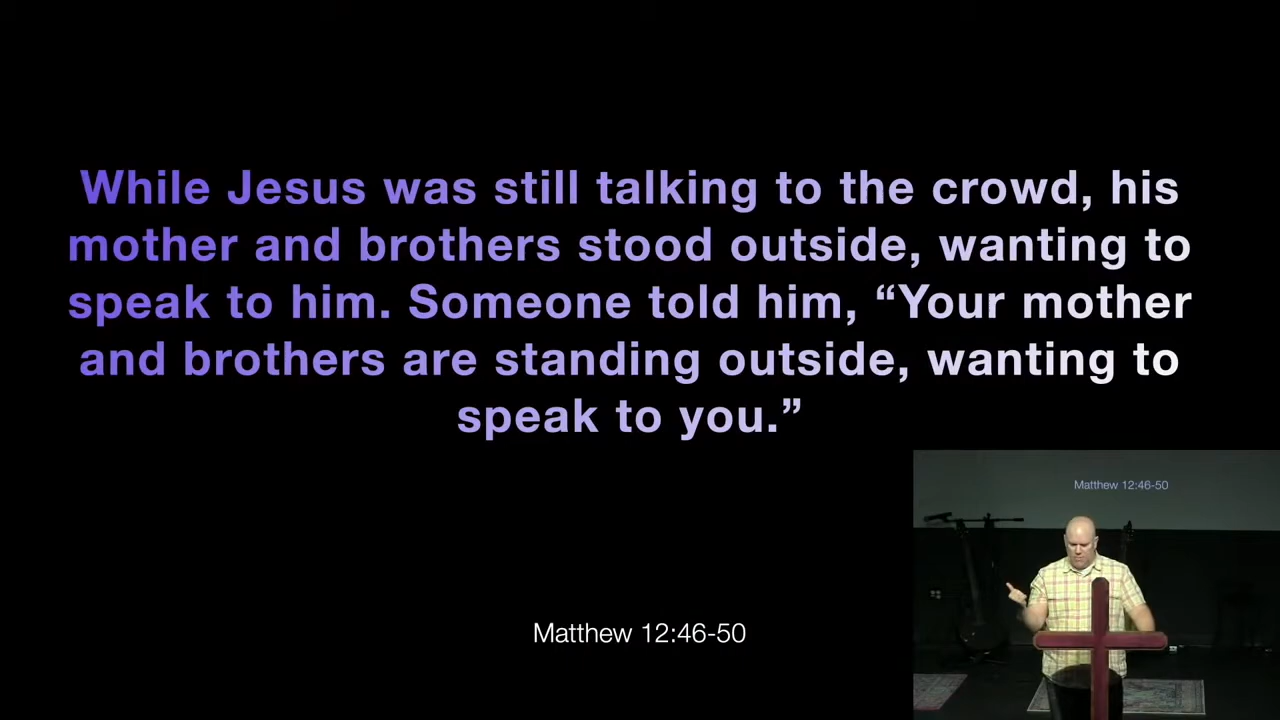 While Jesus was still talking to the crowd, his
mother and brothers stood outside, wanting to
speak to him. Someone told him, “Your mother
and brothers are standing outside, wanting to
speak to you.”
Matthew 12:46-50
Matthew 12:46-50